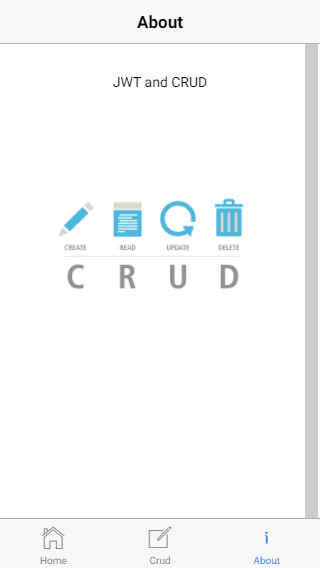 About
JWT and CRUD
CREATE READ UPDATE DELETE
C R U D
Home Crud About